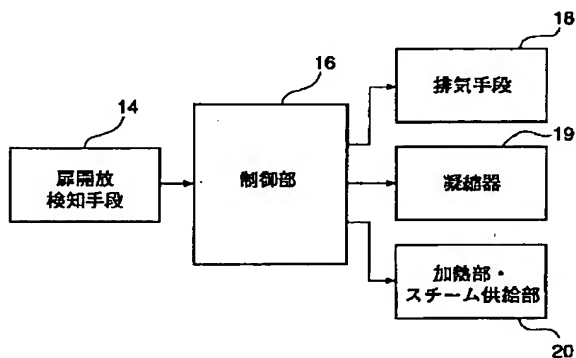 14
扉開放
検知手段
16
制御部
18
排気手段
19
凝縮器
加熱部・
スチーム供給部
20